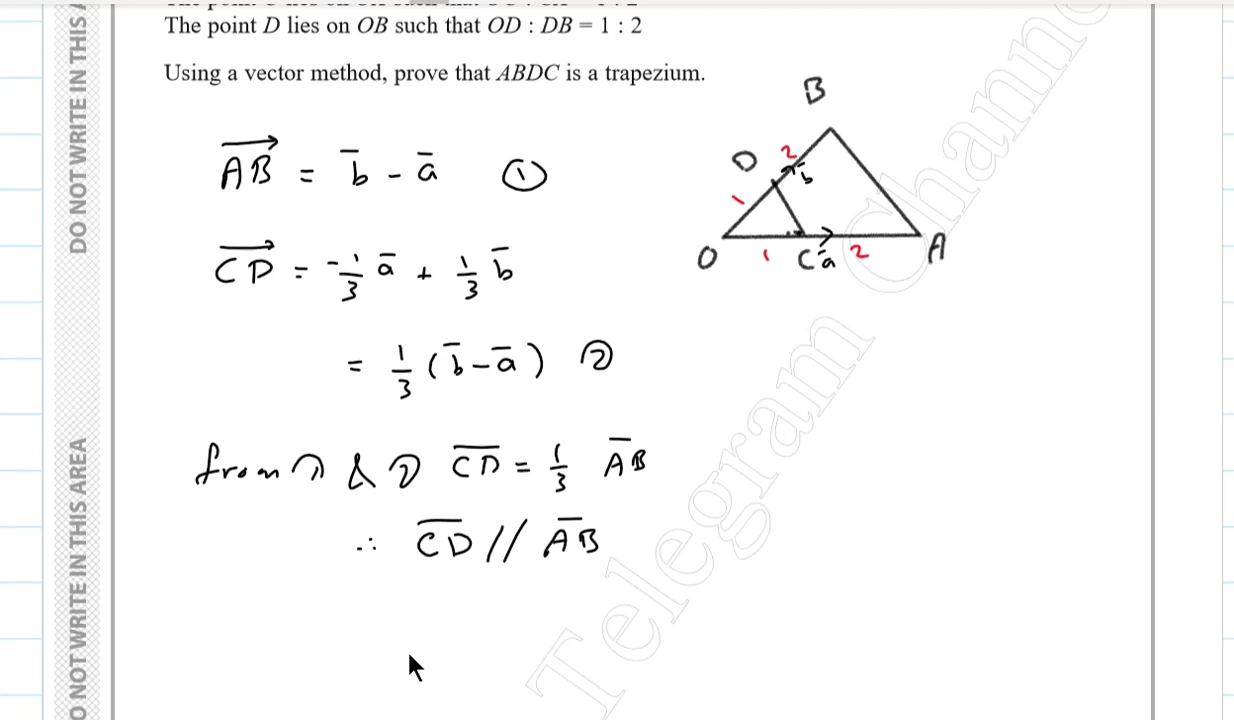 The point D lies on OB such that OD : DB = 1 : 2
Using a vector method, prove that ABDC is a trapezium.
AB = b - a ①
CD = -1/3 a + 1/3 b
= 1/3 (b - a) ②
from 1 & 2 CD = 1/3 AB
∴ CD // AB
B
D 2
b
1
O 1 C a 2 A
DO NOT WRITE IN THIS A
DO NOT WRITE IN THIS AREA
Telegram Channe